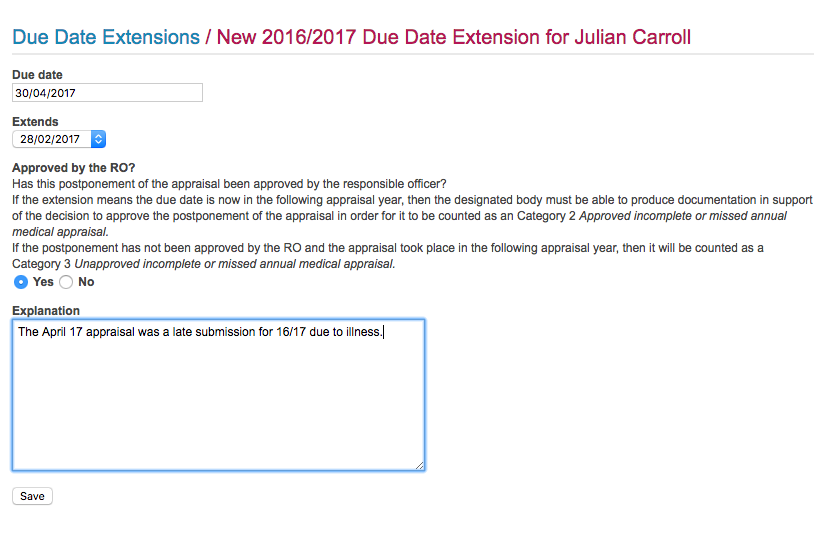 Due Date Extensions / New 2016/2017 Due Date Extension for Julian Carroll
Due date
30/04/2017
Extends
28/02/2017
Approved by the RO?
Has this postponement of the appraisal been approved by the responsible officer?
If the extension means the due date is now in the following appraisal year, then the designated body must be able to produce documentation in support
of the decision to approve the postponement of the appraisal in order for it to be counted as an Category 2 Approved incomplete or missed annual
medical appraisal.
If the postponement has not been approved by the RO and the appraisal took place in the following appraisal year, then it will be counted as a
Category 3 Unapproved incomplete or missed annual medical appraisal.
Yes No
Explanation
The April 17 appraisal was a late submission for 16/17 due to illness.
Save